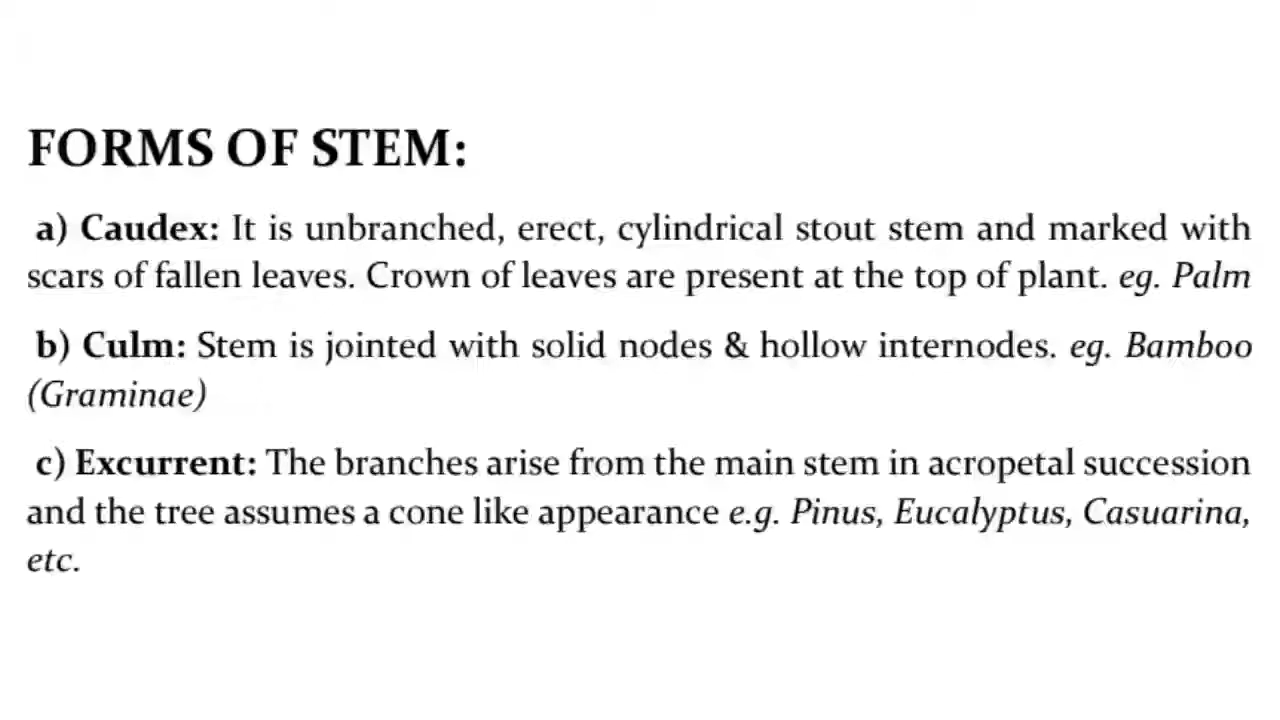 FORMS OF STEM:
a) Caudex: It is unbranched, erect, cylindrical stout stem and marked with
scars of fallen leaves. Crown of leaves are present at the top of plant. eg. Palm
b) Culm: Stem is jointed with solid nodes & hollow internodes. eg. Bamboo
(Graminae)
c) Excurrent: The branches arise from the main stem in acropetal succession
and the tree assumes a cone like appearance e.g. Pinus, Eucalyptus, Casuarina,
etc.